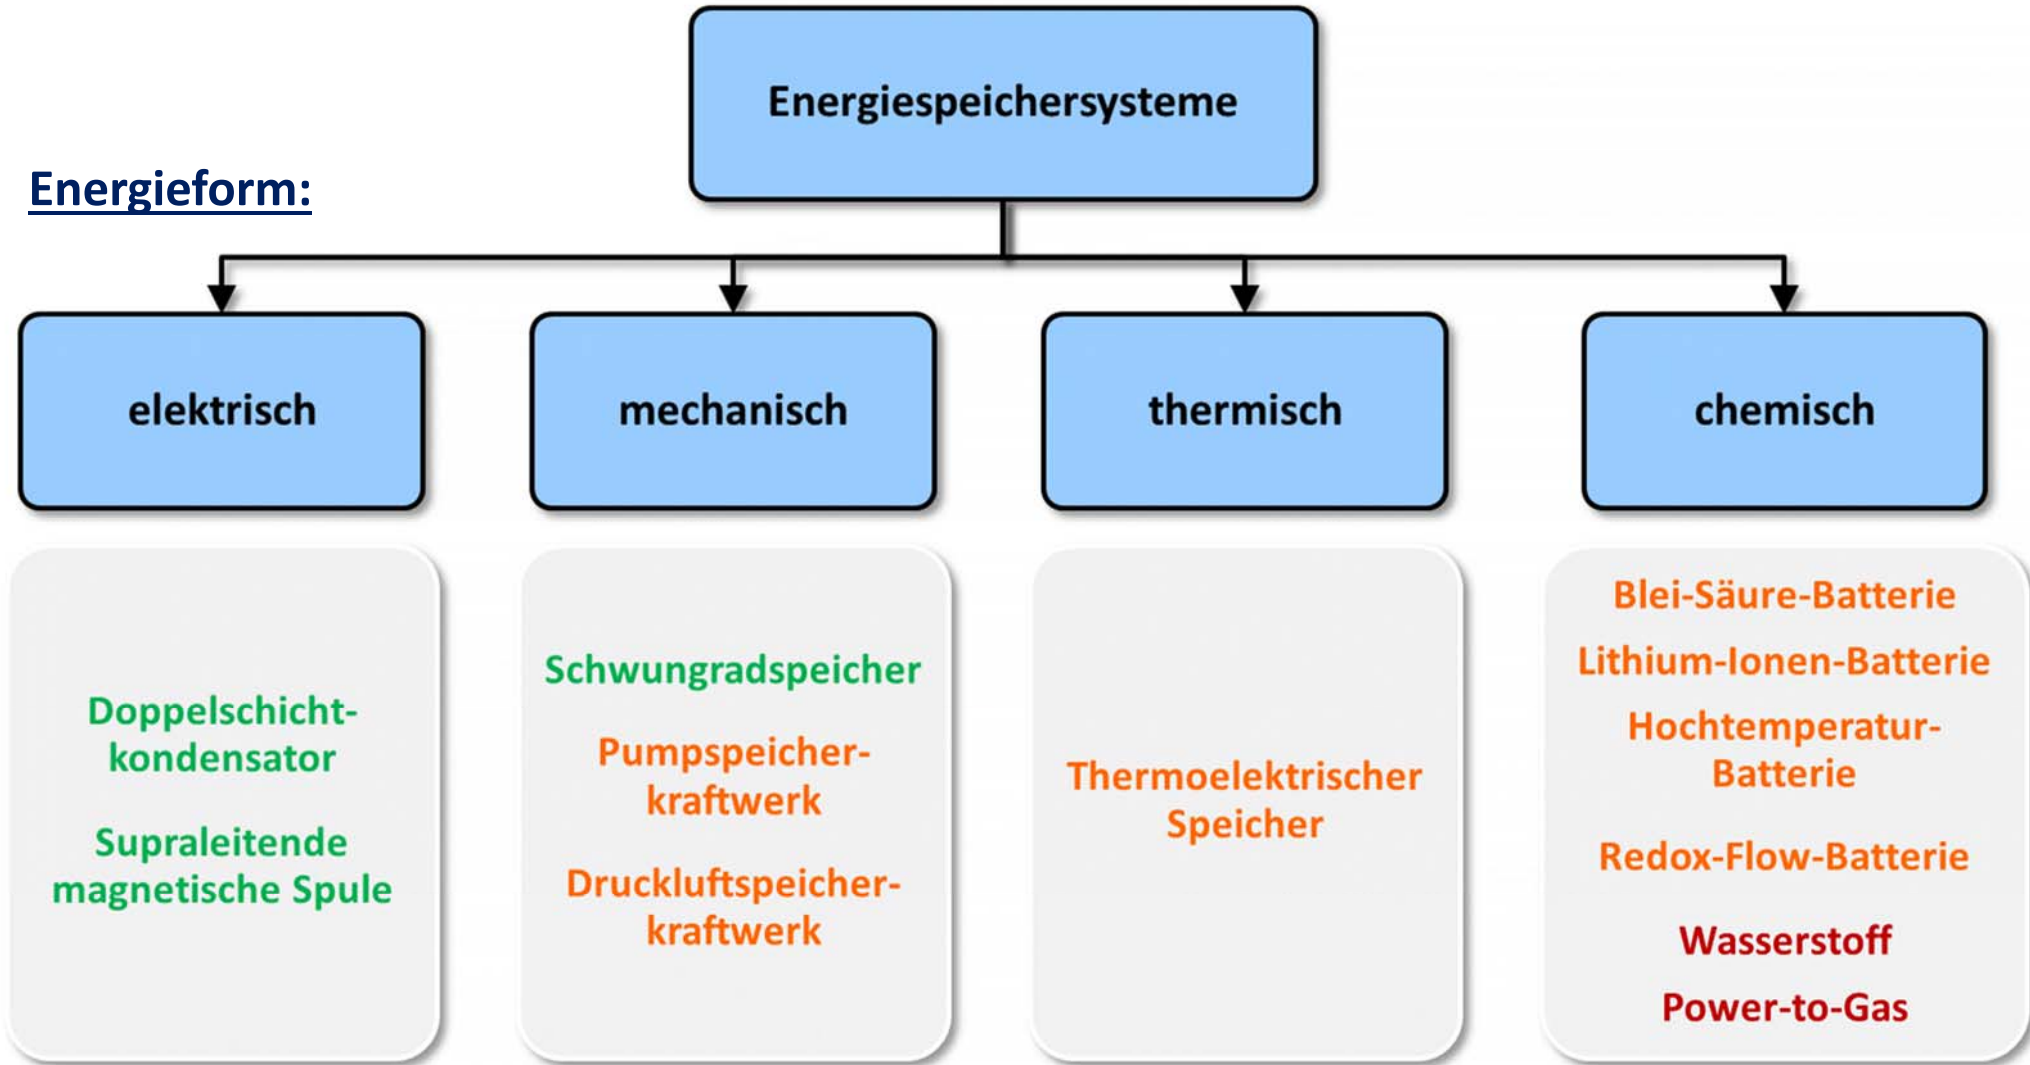 Energiespeichersysteme
Energieform:
elektrisch
mechanisch
thermisch
chemisch
Doppelschicht-
kondensator
Supraleitende
magnetische Spule
Schwungradspeicher
Pumpspeicher-
kraftwerk
Druckluftspeicher-
kraftwerk
Thermoelektrischer
Speicher
Blei-Säure-Batterie
Lithium-Ionen-Batterie
Hochtemperatur-
Batterie
Redox-Flow-Batterie
Wasserstoff
Power-to-Gas